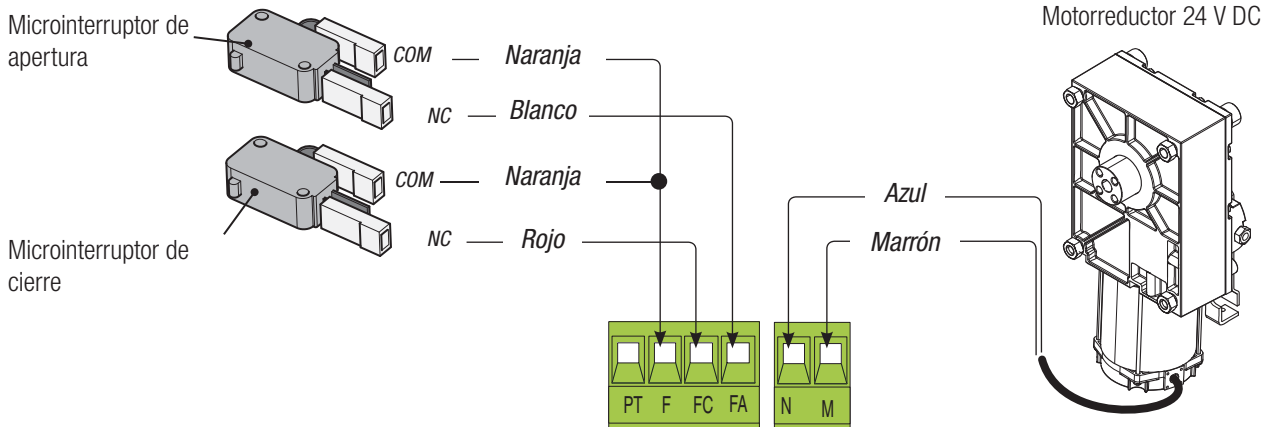 Microinterruptor de
apertura
COM
Naranja
NC
Blanco
COM
Naranja
NC
Rojo
Microinterruptor de
cierre
Motorreductor 24 V DC
Azul
Marrón
PT F FC FA
N M